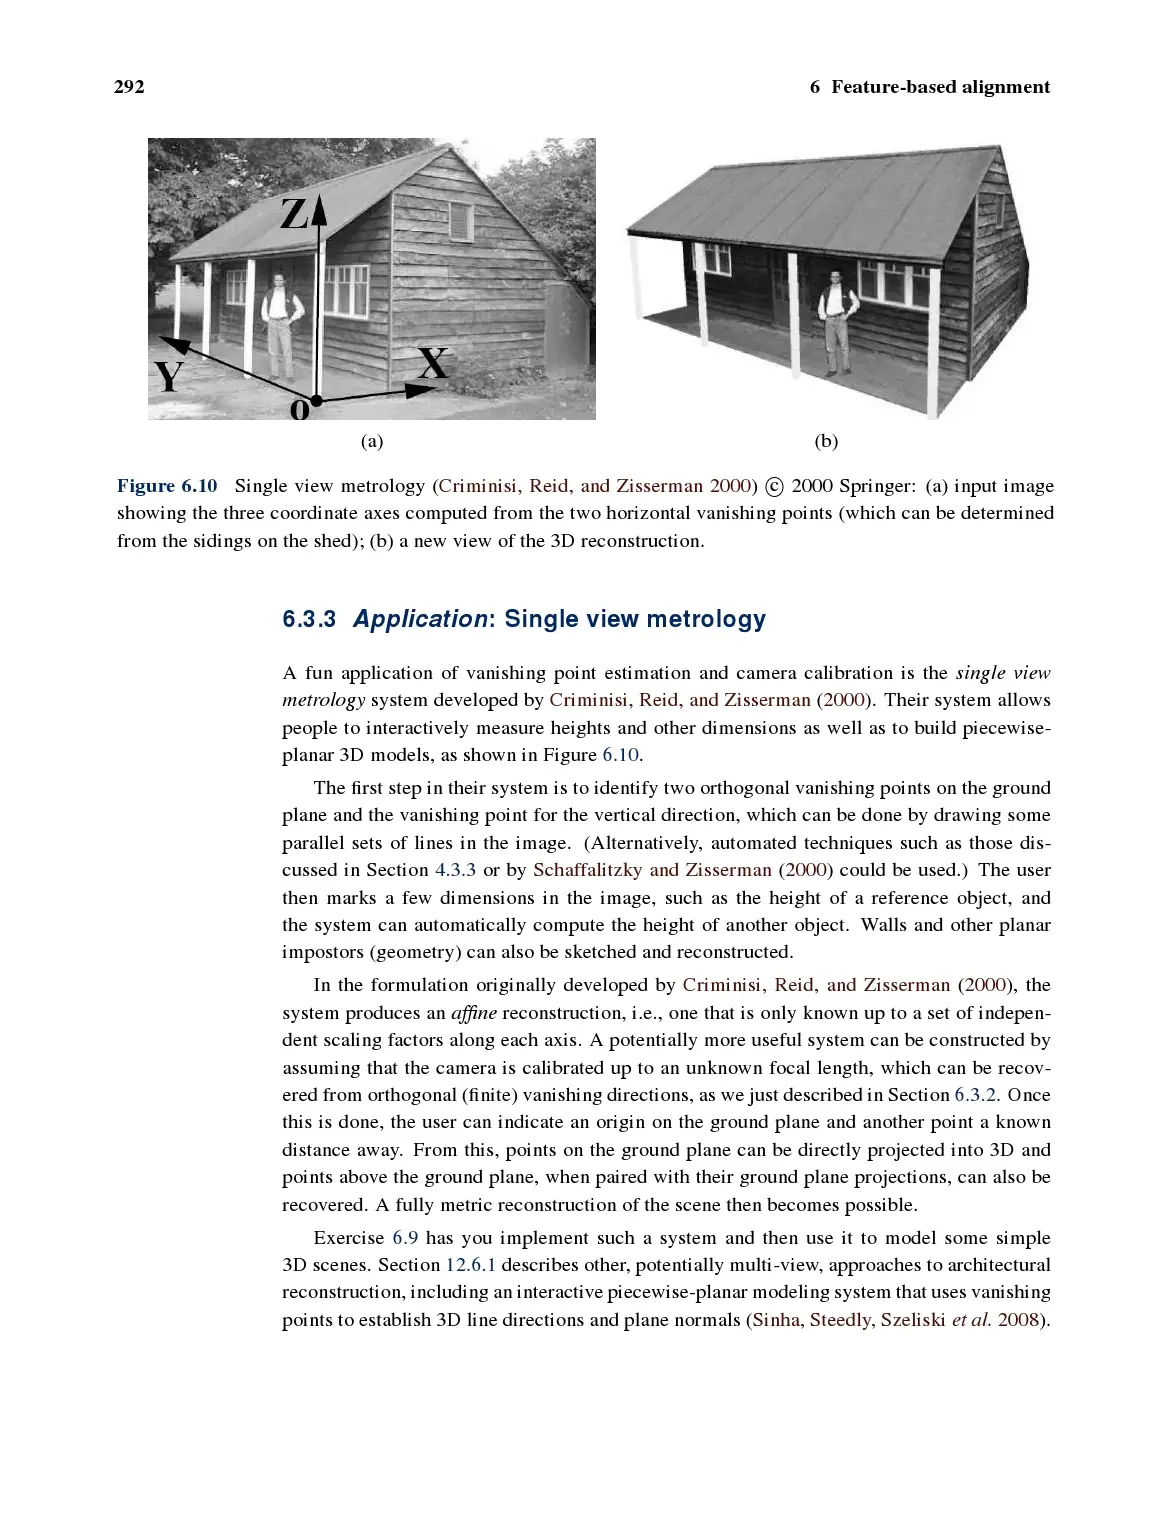 292
6 Feature-based alignment
Z
Y
X
o
(a)
(b)
Figure 6.10 Single view metrology (Criminisi, Reid, and Zisserman 2000) © 2000 Springer: (a) input image
showing the three coordinate axes computed from the two horizontal vanishing points (which can be determined
from the sidings on the shed); (b) a new view of the 3D reconstruction.
6.3.3 Application: Single view metrology
A fun application of vanishing point estimation and camera calibration is the single view
metrology system developed by Criminisi, Reid, and Zisserman (2000). Their system allows
people to interactively measure heights and other dimensions as well as to build piecewise-
planar 3D models, as shown in Figure 6.10.
The first step in their system is to identify two orthogonal vanishing points on the ground
plane and the vanishing point for the vertical direction, which can be done by drawing some
parallel sets of lines in the image. (Alternatively, automated techniques such as those dis-
cussed in Section 4.3.3 or by Schaffalitzky and Zisserman (2000) could be used.) The user
then marks a few dimensions in the image, such as the height of a reference object, and
the system can automatically compute the height of another object. Walls and other planar
impostors (geometry) can also be sketched and reconstructed.
In the formulation originally developed by Criminisi, Reid, and Zisserman (2000), the
system produces an affine reconstruction, i.e., one that is only known up to a set of indepen-
dent scaling factors along each axis. A potentially more useful system can be constructed by
assuming that the camera is calibrated up to an unknown focal length, which can be recov-
ered from orthogonal (finite) vanishing directions, as we just described in Section 6.3.2. Once
this is done, the user can indicate an origin on the ground plane and another point a known
distance away. From this, points on the ground plane can be directly projected into 3D and
points above the ground plane, when paired with their ground plane projections, can also be
recovered. A fully metric reconstruction of the scene then becomes possible.
Exercise 6.9 has you implement such a system and then use it to model some simple
3D scenes. Section 12.6.1 describes other, potentially multi-view, approaches to architectural
reconstruction, including an interactive piecewise-planar modeling system that uses vanishing
points to establish 3D line directions and plane normals (Sinha, Steedly, Szeliski et al. 2008).